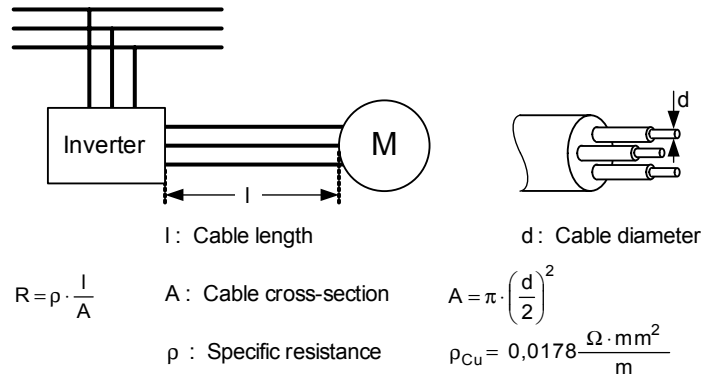 Inverter
M
d
l
l : Cable length
d : Cable diameter
R = ρ · l/A
A : Cable cross-section
A = π · (d/2)²
ρ : Specific resistance
ρCu = 0,0178 Ω · mm²/m